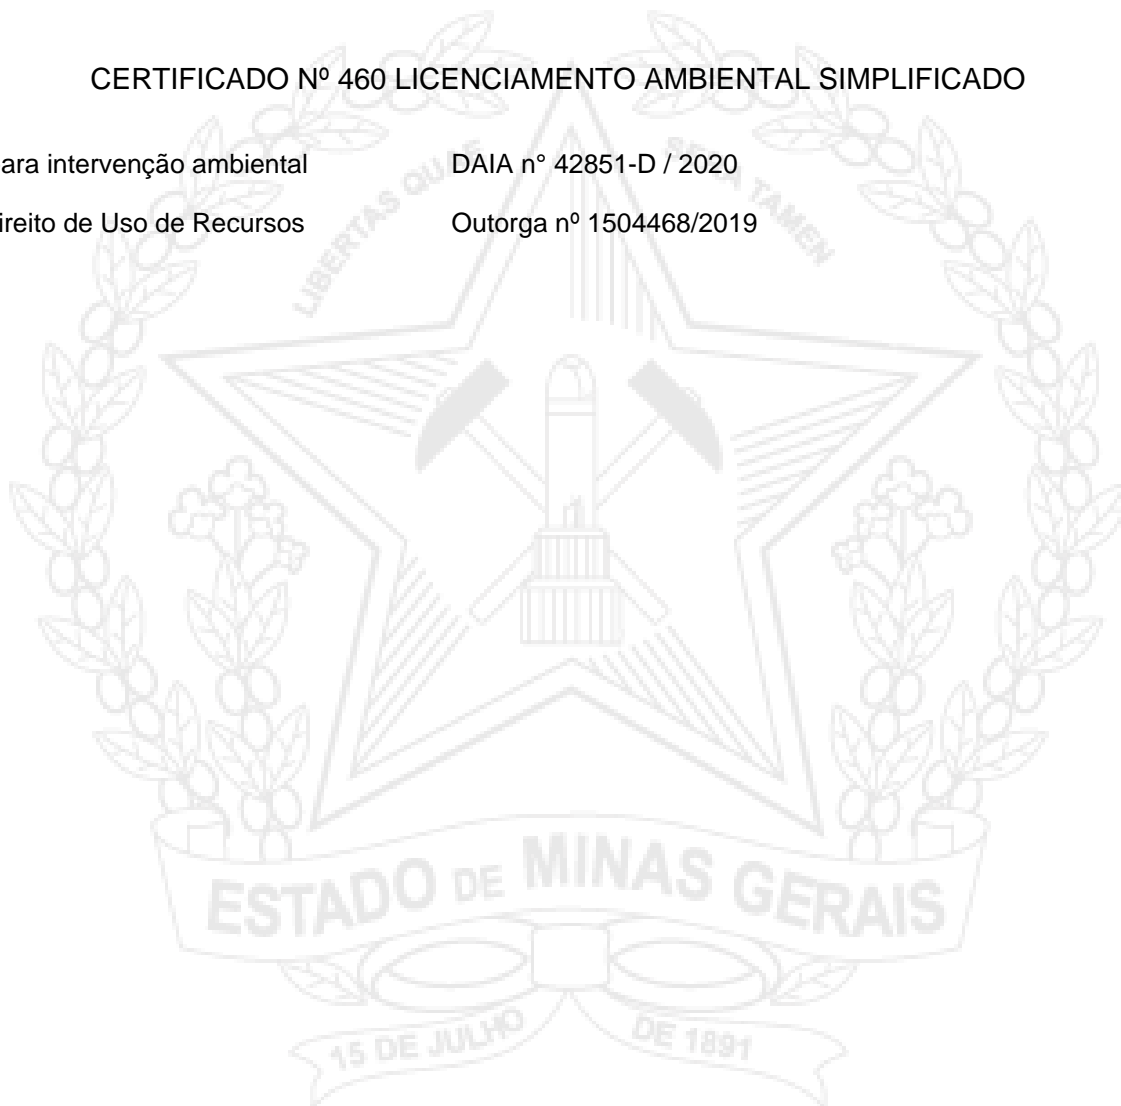 CERTIFICADO Nº 460 LICENCIAMENTO AMBIENTAL SIMPLIFICADO
ara intervenção ambiental DAIA n° 42851-D / 2020
ireito de Uso de Recursos Outorga nº 1504468/2019
LIBERTAS QUÆ SERA TAMEN
ESTADO DE MINAS GERAIS
15 DE JULHO DE 1891